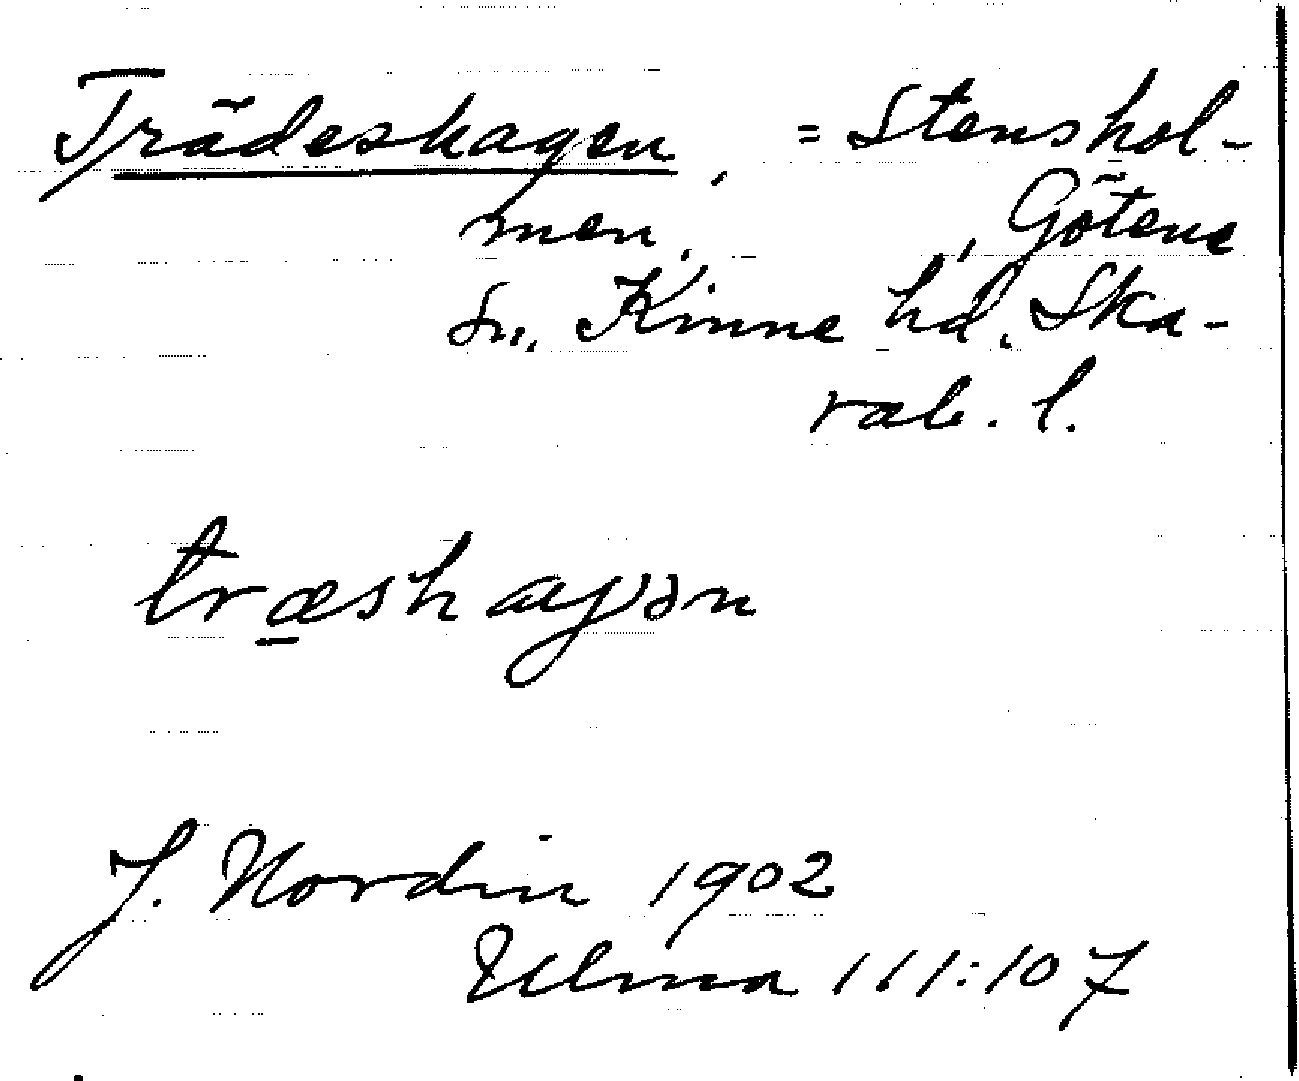 Trädeshagen, = Stenshol-
men, , Götene
sn, Kinne hd. Ska-
rab. l.
træshagən
J. Nordin 1902
Ulma 111:107